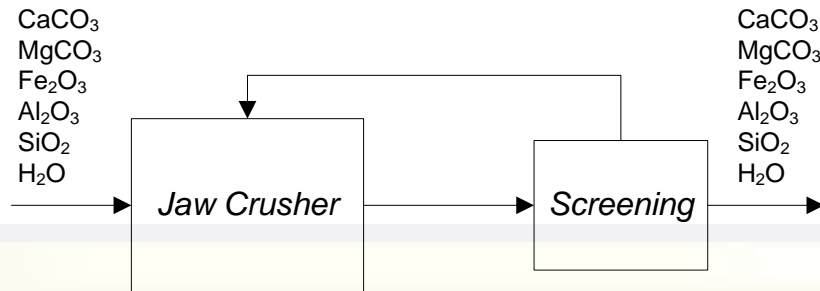 CaCO₃
MgCO₃
Fe₂O₃
Al₂O₃
SiO₂
H₂O
Jaw Crusher
Screening
CaCO₃
MgCO₃
Fe₂O₃
Al₂O₃
SiO₂
H₂O